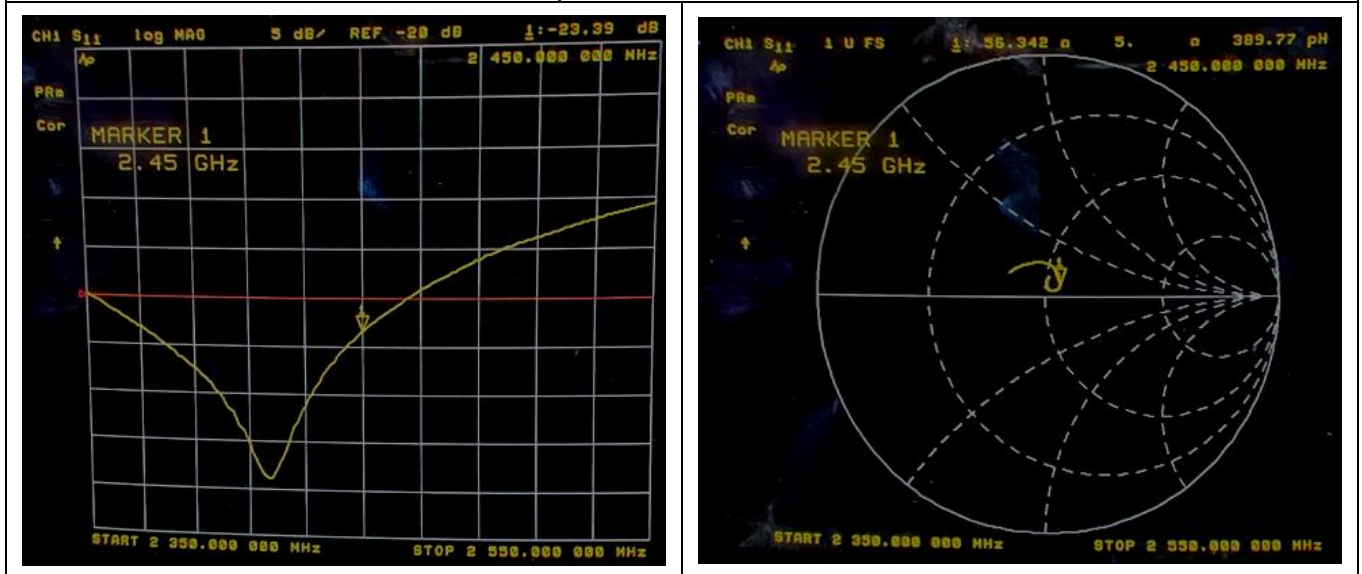 CH1 S11 log MAG 5 dB/ REF -20 dB 1:-23.39 dB
2 450.000 000 MHz
PRm
Cor
MARKER 1
2.45 GHz
START 2 350.000 000 MHz STOP 2 550.000 000 MHz
CH1 S11 1 U FS 1: 56.342 Ω 5. Ω 389.77 pH
2 450.000 000 MHz
PRm
Cor
MARKER 1
2.45 GHz
START 2 350.000 000 MHz STOP 2 550.000 000 MHz